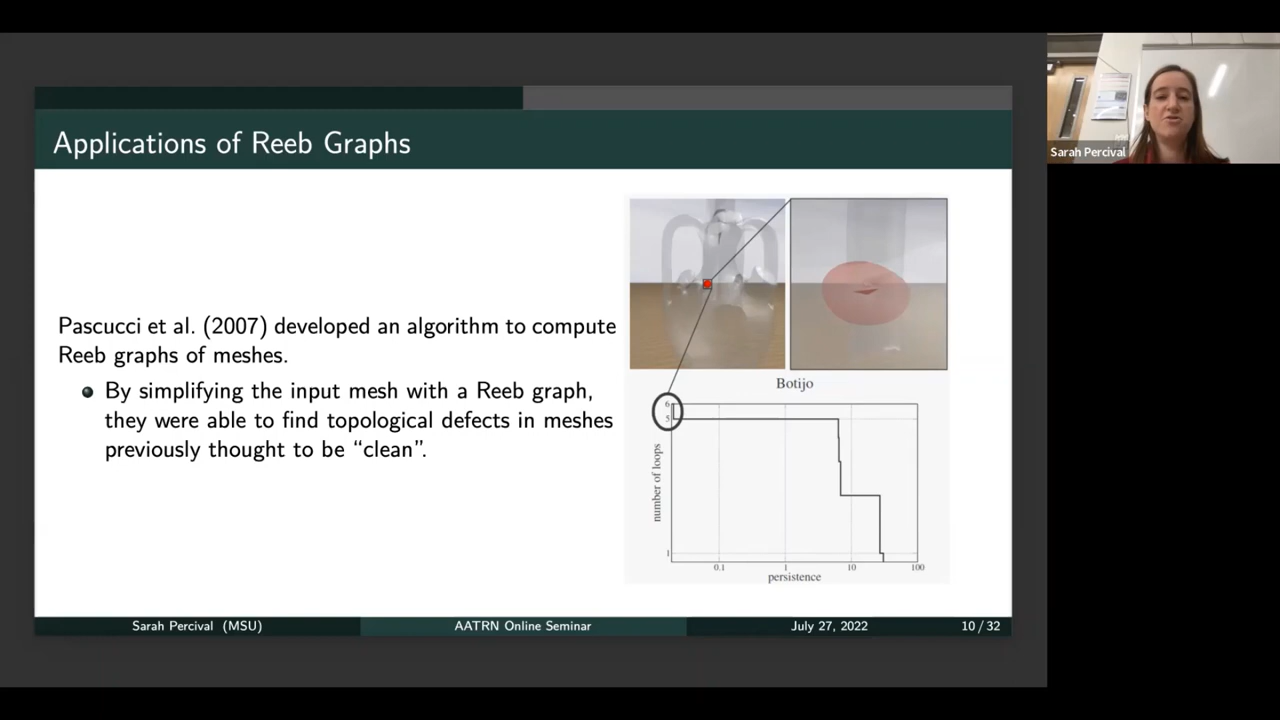 Applications of Reeb Graphs
Sarah Percival
Pascucci et al. (2007) developed an algorithm to compute
Reeb graphs of meshes.
By simplifying the input mesh with a Reeb graph,
they were able to find topological defects in meshes
previously thought to be “clean”.
Botijo
6
5
number of loops
1
0.1 1 10 100
persistence
Sarah Percival (MSU) AATRN Online Seminar July 27, 2022 10 / 32